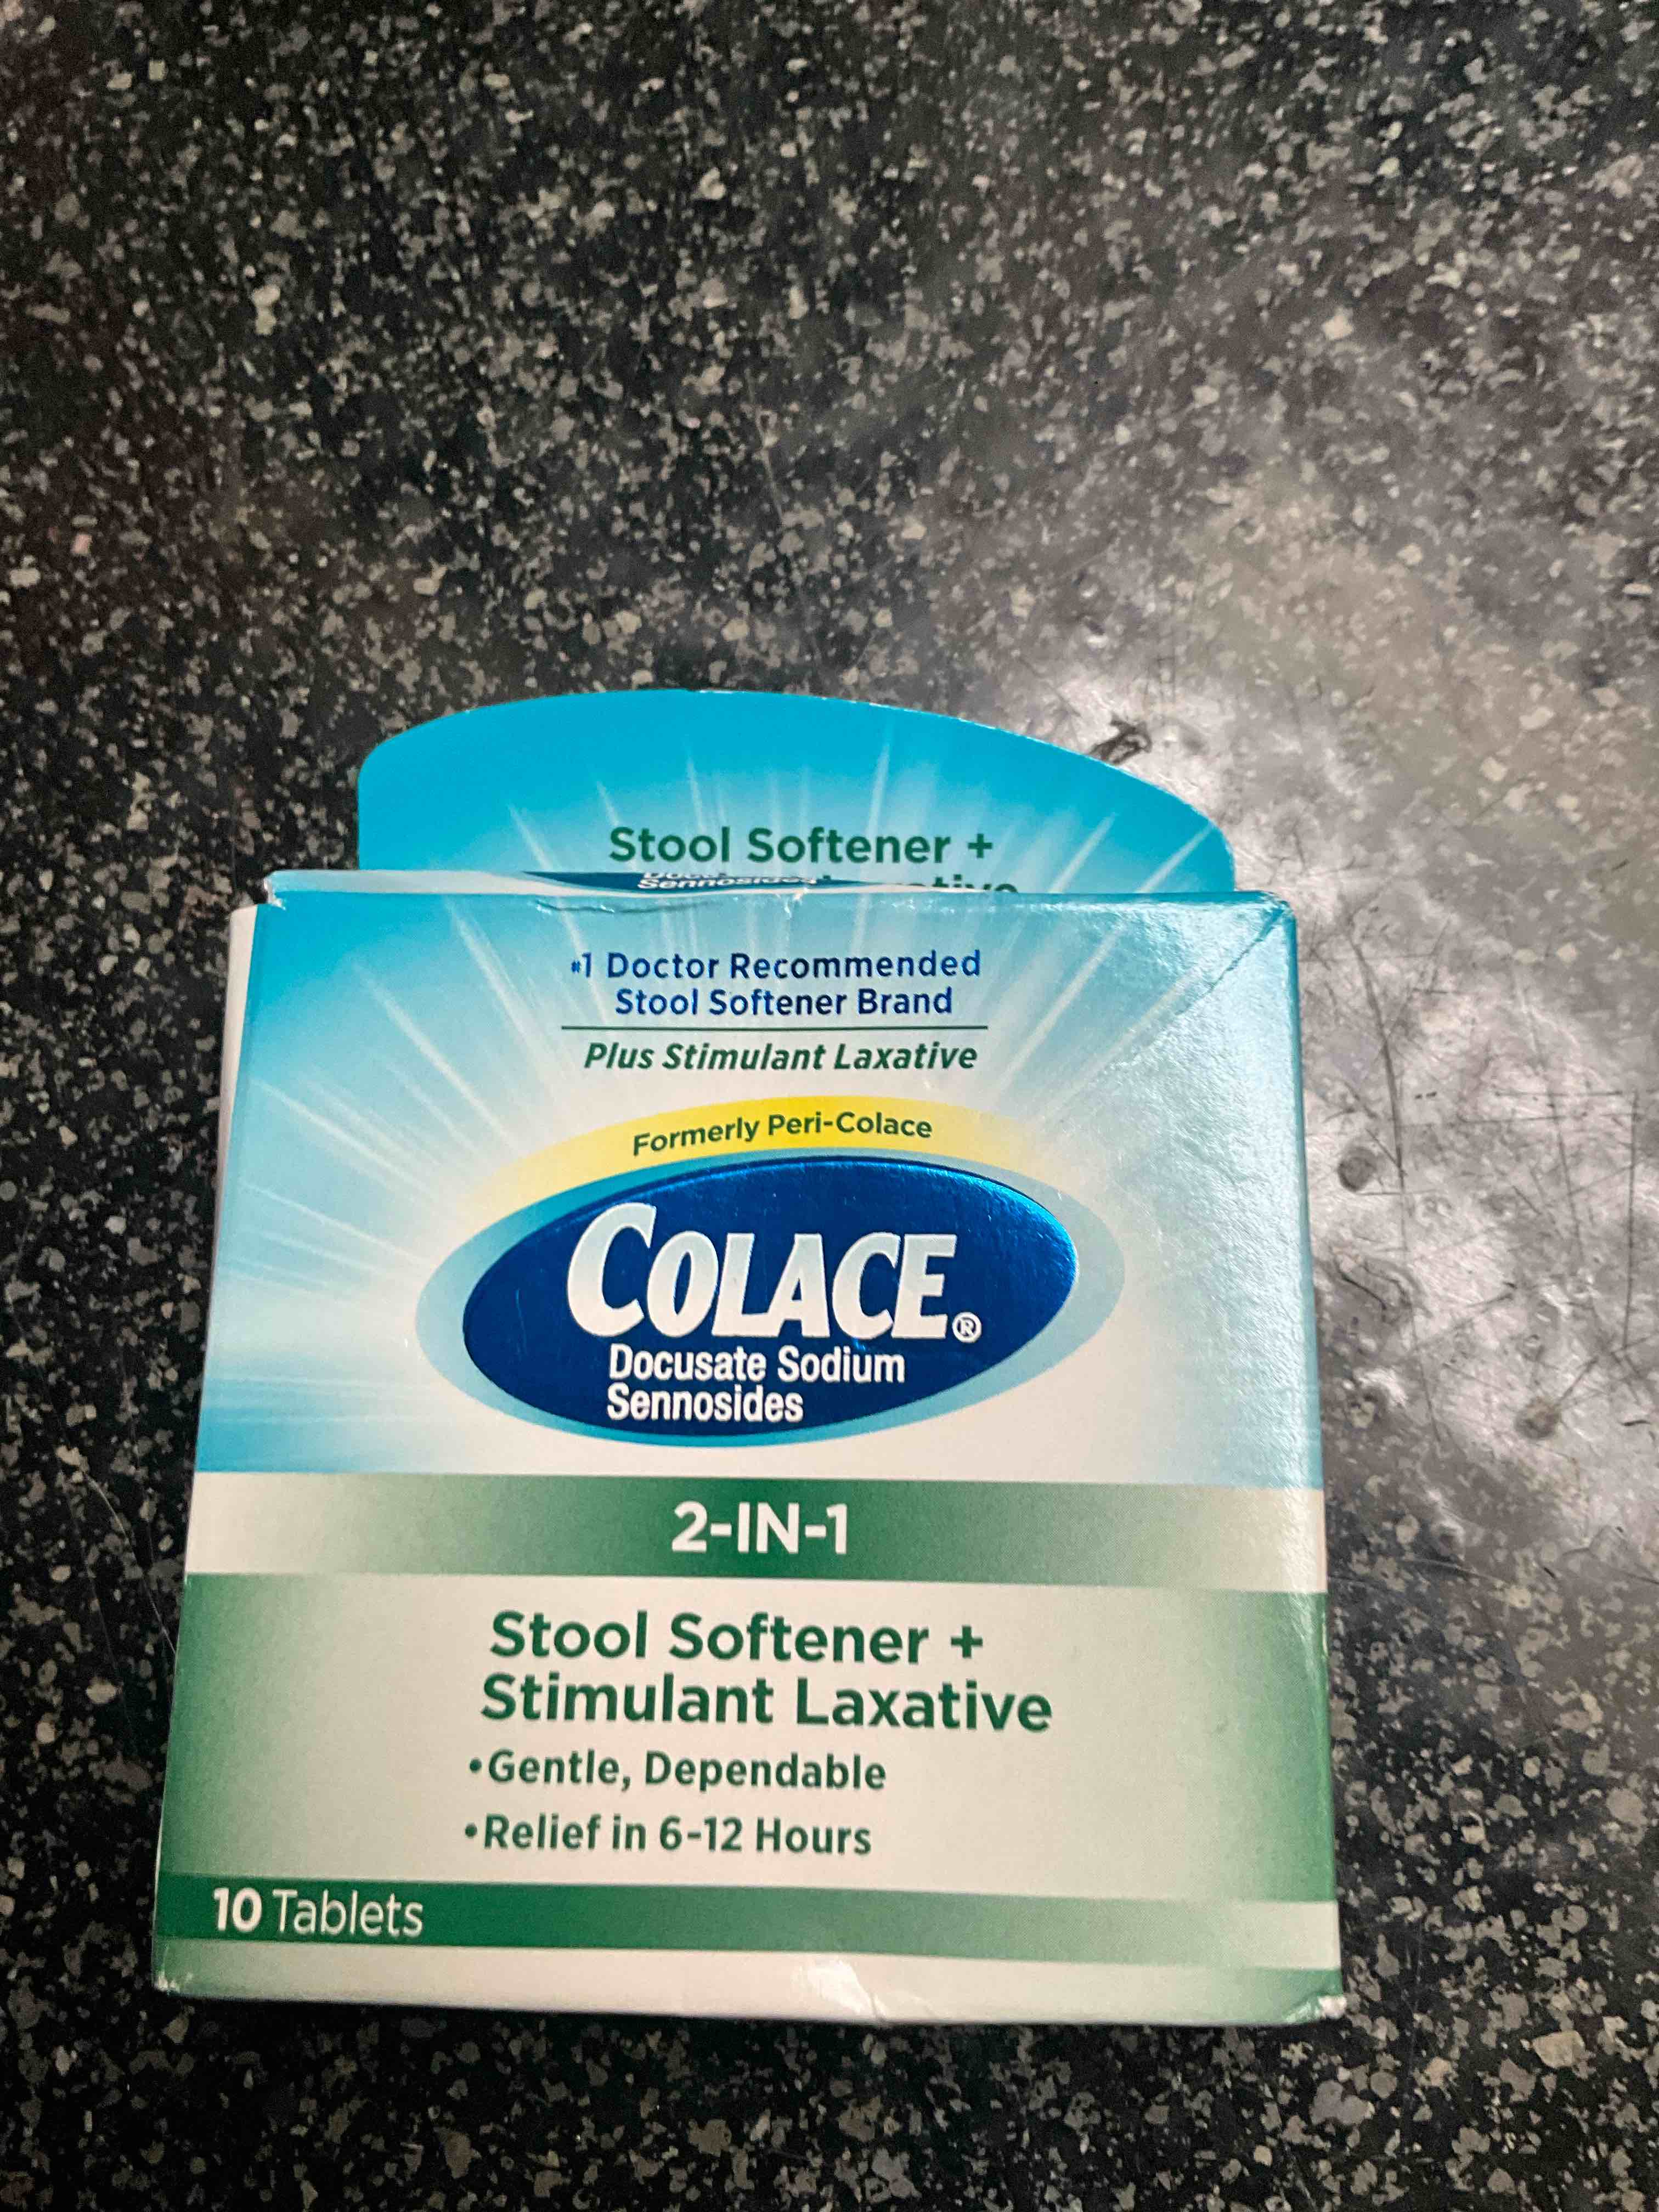 Stool Softener +
Sennosides
#1 Doctor Recommended
Stool Softener Brand
Plus Stimulant Laxative
Formerly Peri-Colace
COLACE®
Docusate Sodium
Sennosides
2-IN-1
Stool Softener +
Stimulant Laxative
•Gentle, Dependable
•Relief in 6-12 Hours
10 Tablets